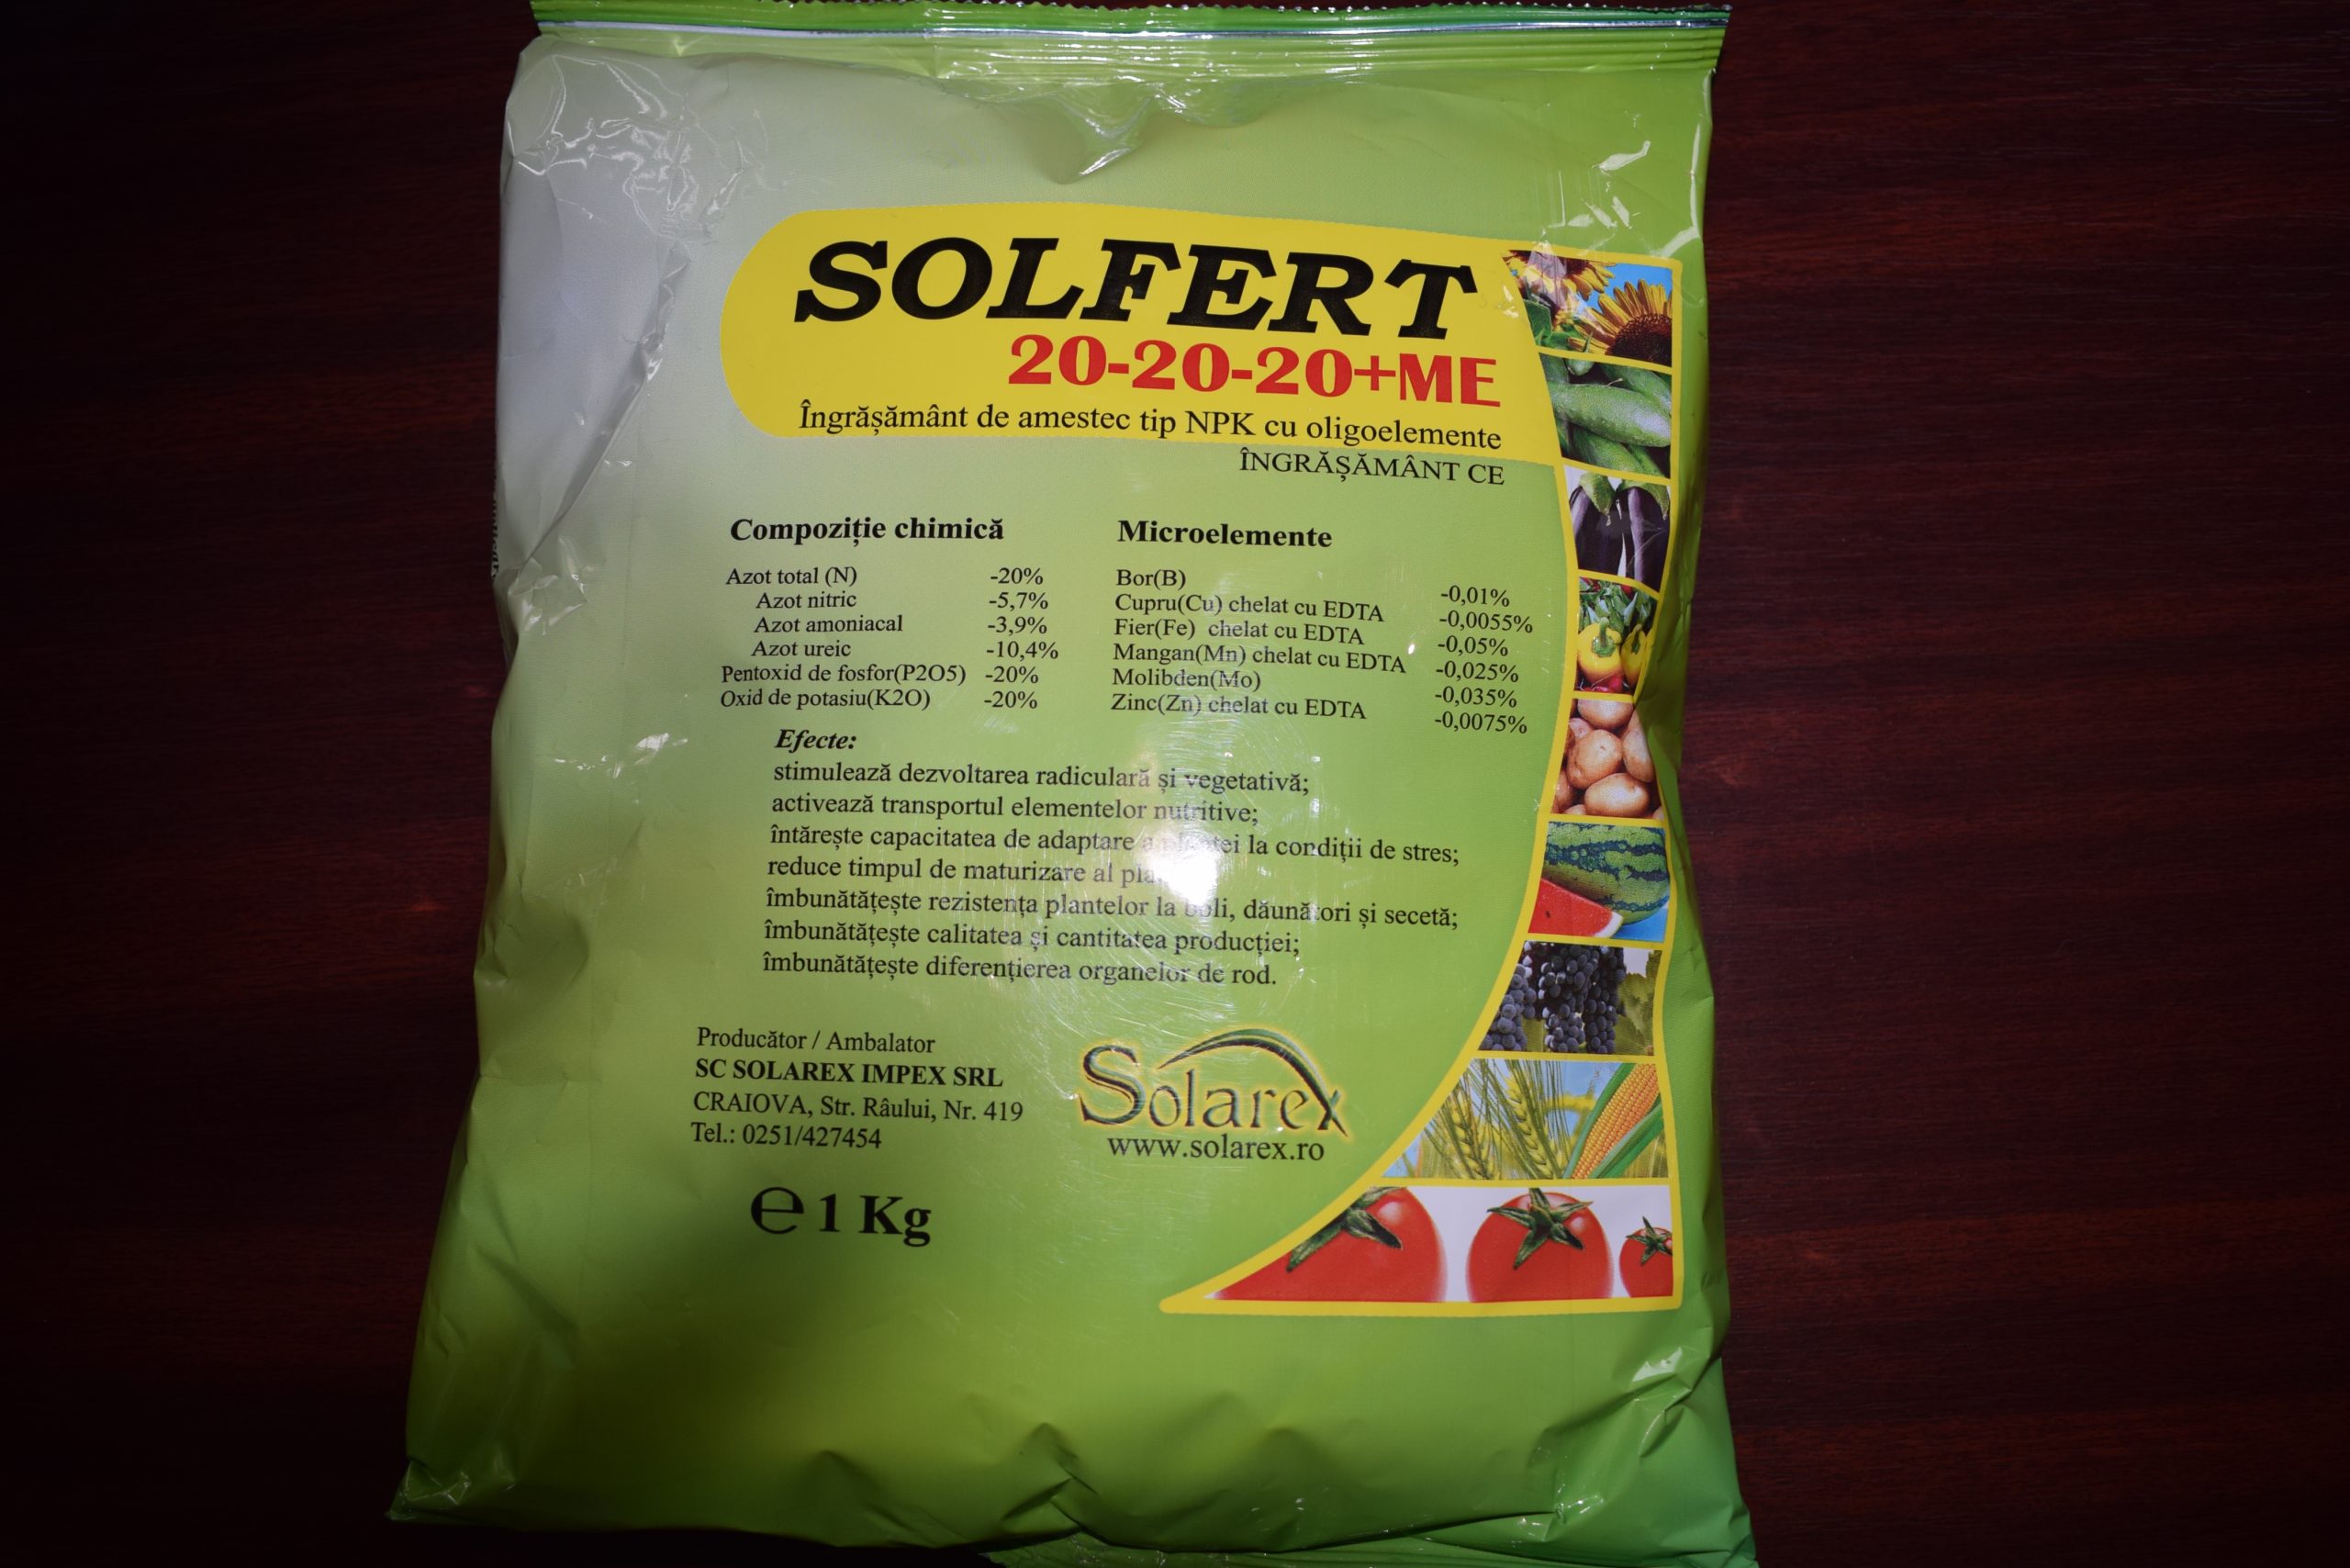 SOLFERT
20-20-20+ME
Îngrășământ de amestec tip NPK cu oligoelemente
ÎNGRĂȘĂMÂNT CE
Compoziție chimică
Azot total (N) -20%
Azot nitric -5,7%
Azot amoniacal -3,9%
Azot ureic -10,4%
Pentoxid de fosfor(P2O5) -20%
Oxid de potasiu(K2O) -20%
Microelemente
Bor(B) -0,01%
Cupru(Cu) chelat cu EDTA -0,0055%
Fier(Fe) chelat cu EDTA -0,05%
Mangan(Mn) chelat cu EDTA -0,025%
Molibden(Mo) -0,035%
Zinc(Zn) chelat cu EDTA -0,0075%
Efecte:
stimulează dezvoltarea radiculară și vegetativă;
activează transportul elementelor nutritive;
întărește capacitatea de adaptare a plantei la condiții de stres;
reduce timpul de maturizare al
îmbunătățește rezistența plantelor la boli, dăunători și secetă;
îmbunătățește calitatea și cantitatea producției;
îmbunătățește diferențierea organelor de rod.
Producător / Ambalator
SC SOLAREX IMPEX SRL
CRAIOVA, Str. Râului, Nr. 419
Tel.: 0251/427454
Solarex
www.solarex.ro
℮ 1 Kg